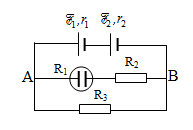 ℰ₁,r₁ ℰ₂,r₂
R₁ R₂
A B
R₃